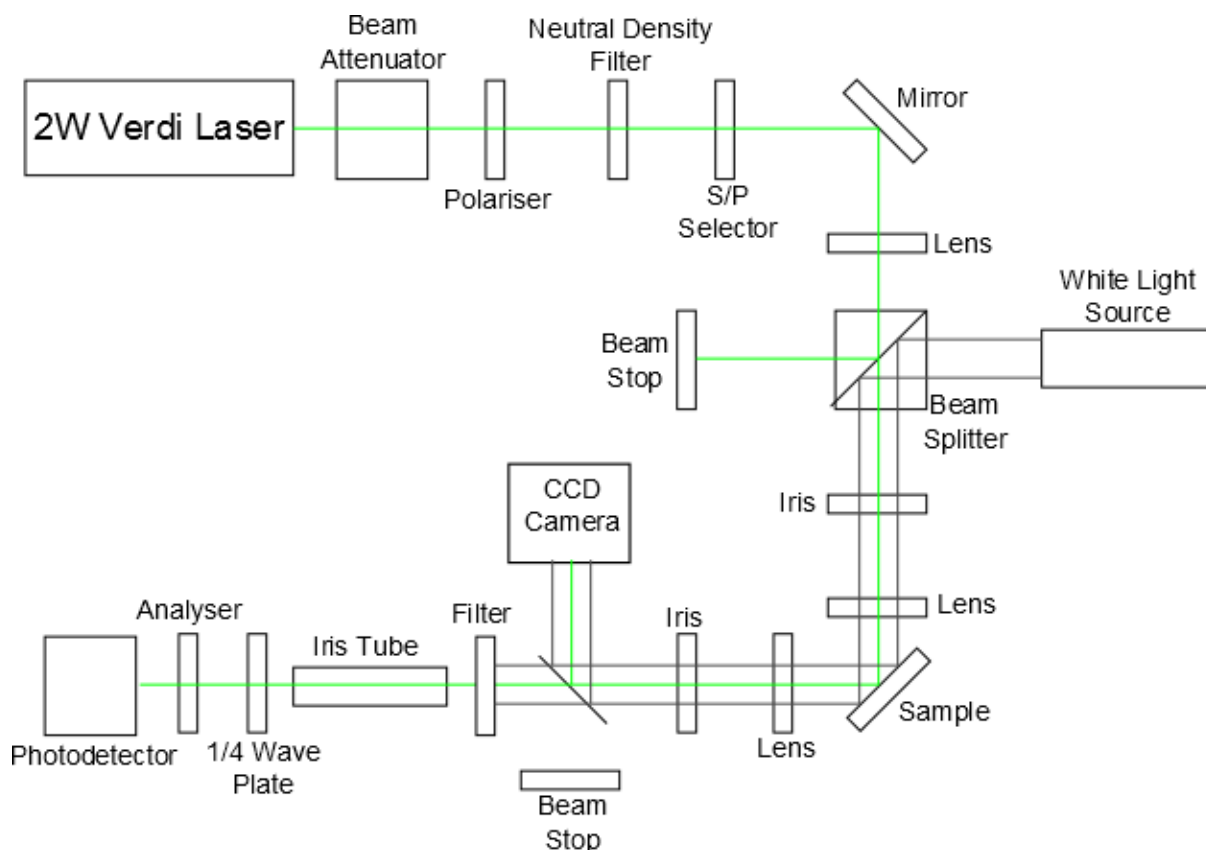 Beam
Attenuator
Neutral Density
Filter
2W Verdi Laser
Mirror
Polariser
S/P
Selector
Lens
White Light
Source
Beam
Stop
Beam
Splitter
CCD
Camera
Iris
Analyser
Filter
Iris
Lens
Iris Tube
Sample
Photodetector
1/4 Wave
Plate
Lens
Beam
Stop